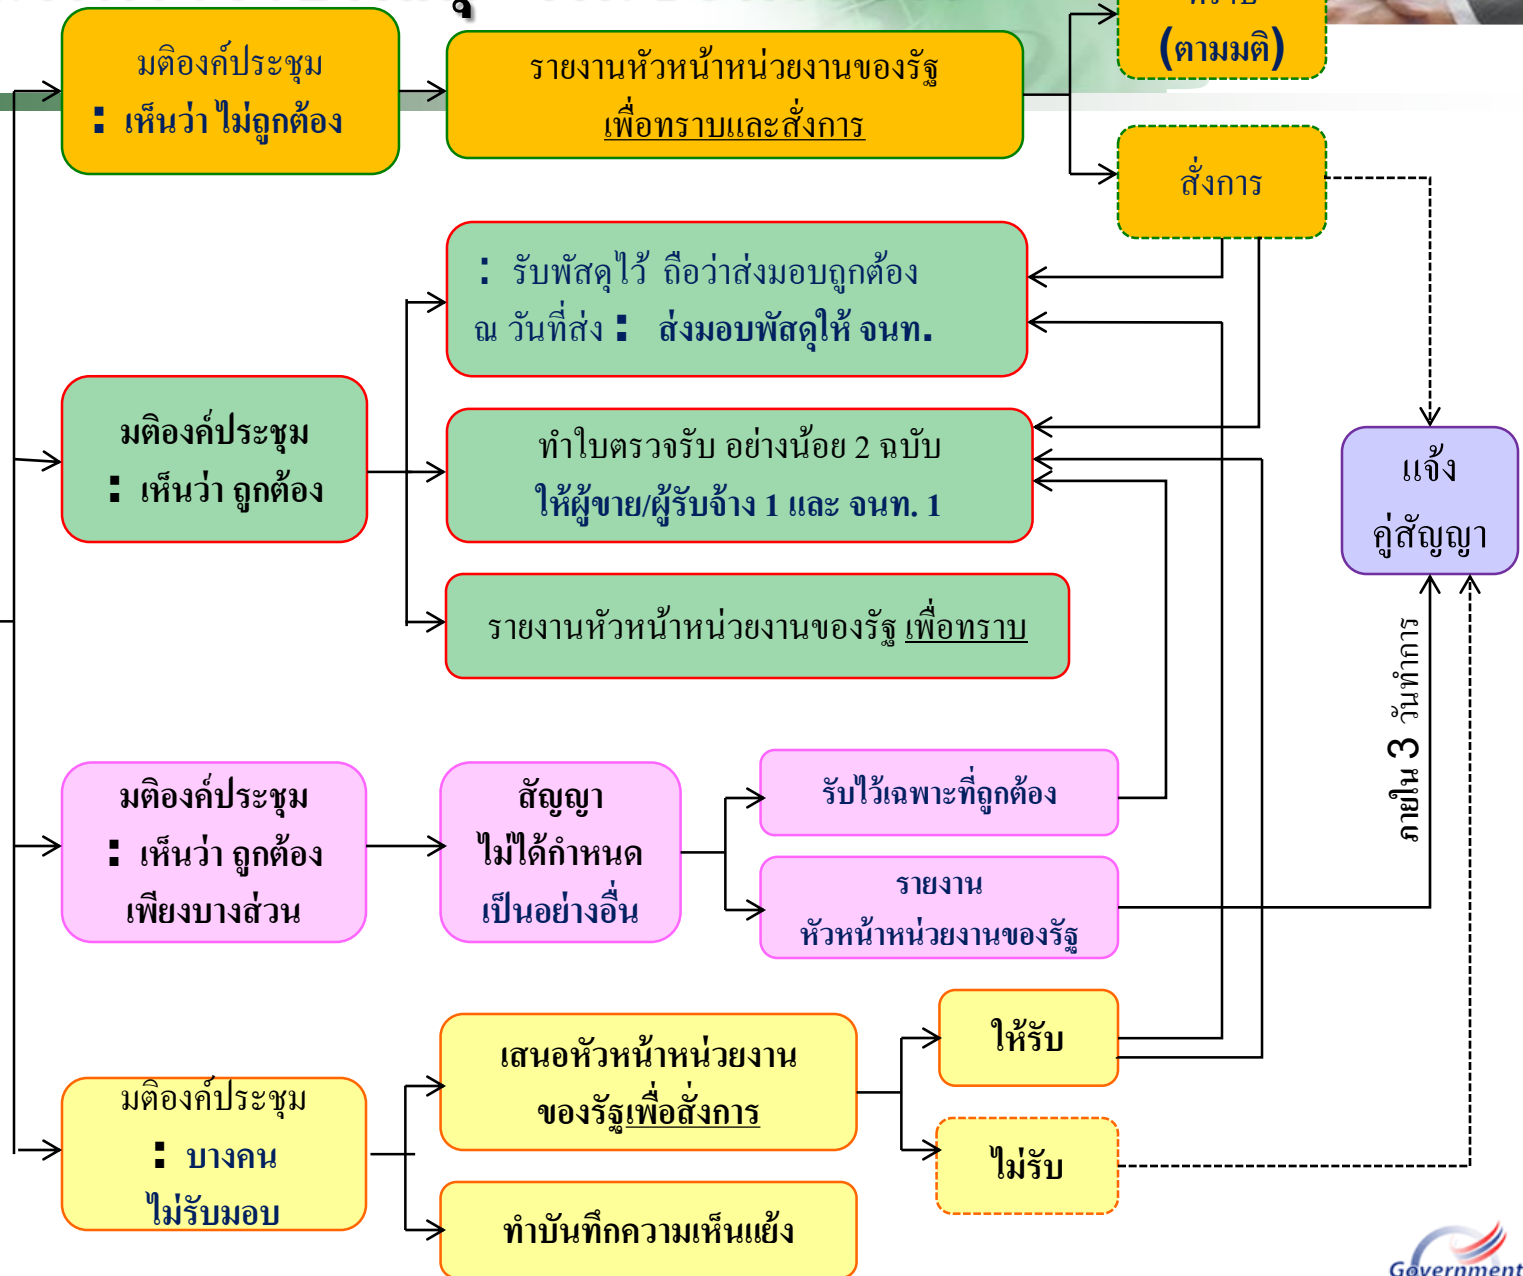 (ตามมติ)
มติองค์ประชุม
: เห็นว่า ไม่ถูกต้อง
รายงานหัวหน้าหน่วยงานของรัฐ
เพื่อทราบและสั่งการ
สั่งการ
: รับพัสดุไว้ ถือว่าส่งมอบถูกต้อง
ณ วันที่ส่ง : ส่งมอบพัสดุให้ จนท.
มติองค์ประชุม
: เห็นว่า ถูกต้อง
ทำใบตรวจรับ อย่างน้อย 2 ฉบับ
ให้ผู้ขาย/ผู้รับจ้าง 1 และ จนท. 1
แจ้ง
คู่สัญญา
รายงานหัวหน้าหน่วยงานของรัฐ เพื่อทราบ
ภายใน 3 วันทำการ
มติองค์ประชุม
: เห็นว่า ถูกต้อง
เพียงบางส่วน
สัญญา
ไม่ได้กำหนด
เป็นอย่างอื่น
รับไว้เฉพาะที่ถูกต้อง
รายงาน
หัวหน้าหน่วยงานของรัฐ
มติองค์ประชุม
: บางคน
ไม่รับมอบ
เสนอหัวหน้าหน่วยงาน
ของรัฐเพื่อสั่งการ
ให้รับ
ไม่รับ
ทำบันทึกความเห็นแย้ง
Government